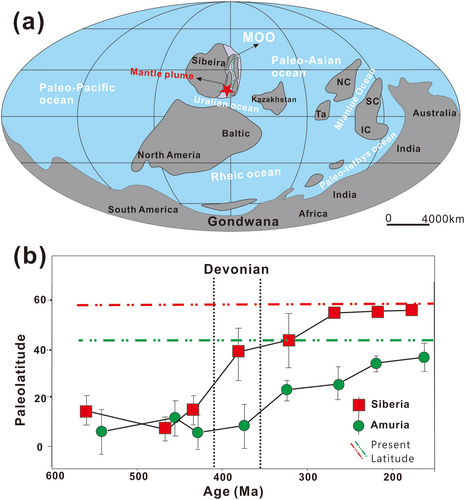 (a)
MOO
Sibeira
Paleo-Asian
ocean
Mantle plume
Paleo-Pacific
ocean
Uralian ocean
Kazakhstan
NC
SC
Ta
IC
Mianlue Ocean
Australia
Baltic
North Ameria
India
Paleo-tethys ocean
Rheic ocean
India
South America
Africa
Gondwana
0 4000km
(b)
Devonian
60
40
20
0
Paleolatitude
Siberia
Amuria
Present
Latitude
600 500 400 300 200
Age (Ma)